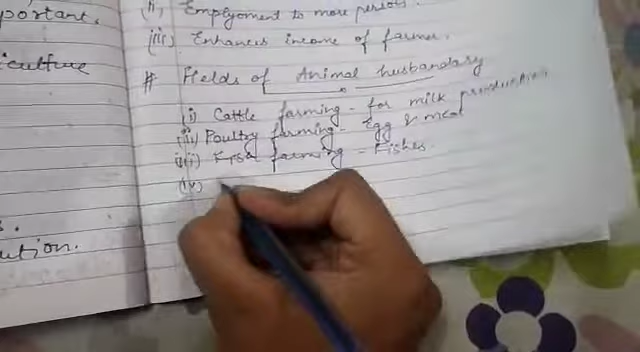 portant.
iculture
s.
ution.
(ii) Employment to more persons.
(iii) Enhances income of farmer.
# Fields of Animal husbandary
(i) Cattle farming - for milk production.
(ii) Poultry farming - Egg & meat
(iii) Fish farming - Fishes.
(iv)